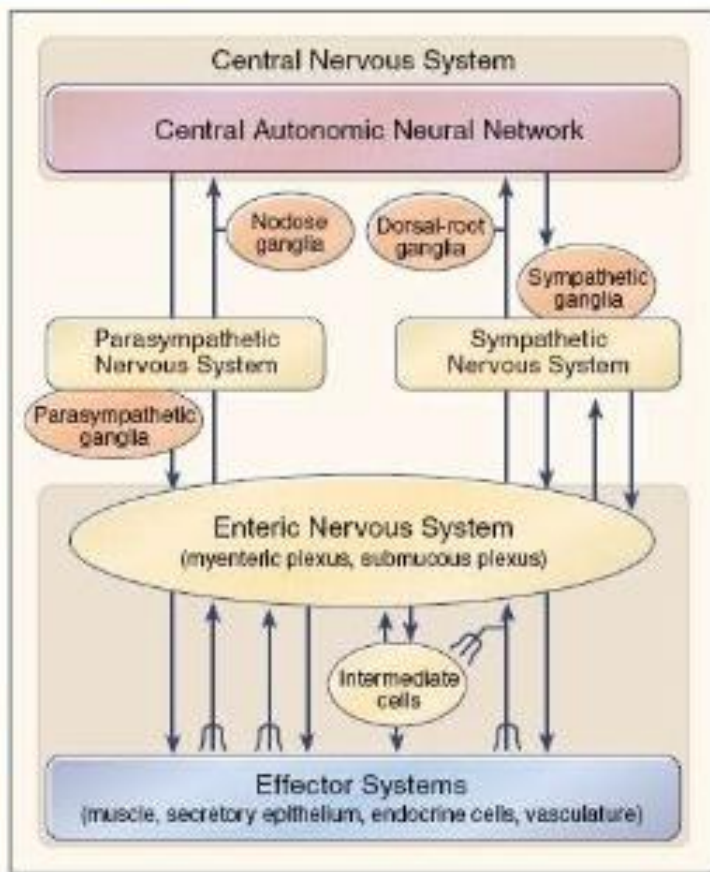 Central Nervous System
Central Autonomic Neural Network
Nodose
ganglia
Dorsal-root
ganglia
Sympathetic
ganglia
Parasympathetic
Nervous System
Sympathetic
Nervous System
Parasympathetic
ganglia
Enteric Nervous System
(myenteric plexus, submucous plexus)
Intermediate
cells
Effector Systems
(muscle, secretory epithelium, endocrine cells, vasculature)